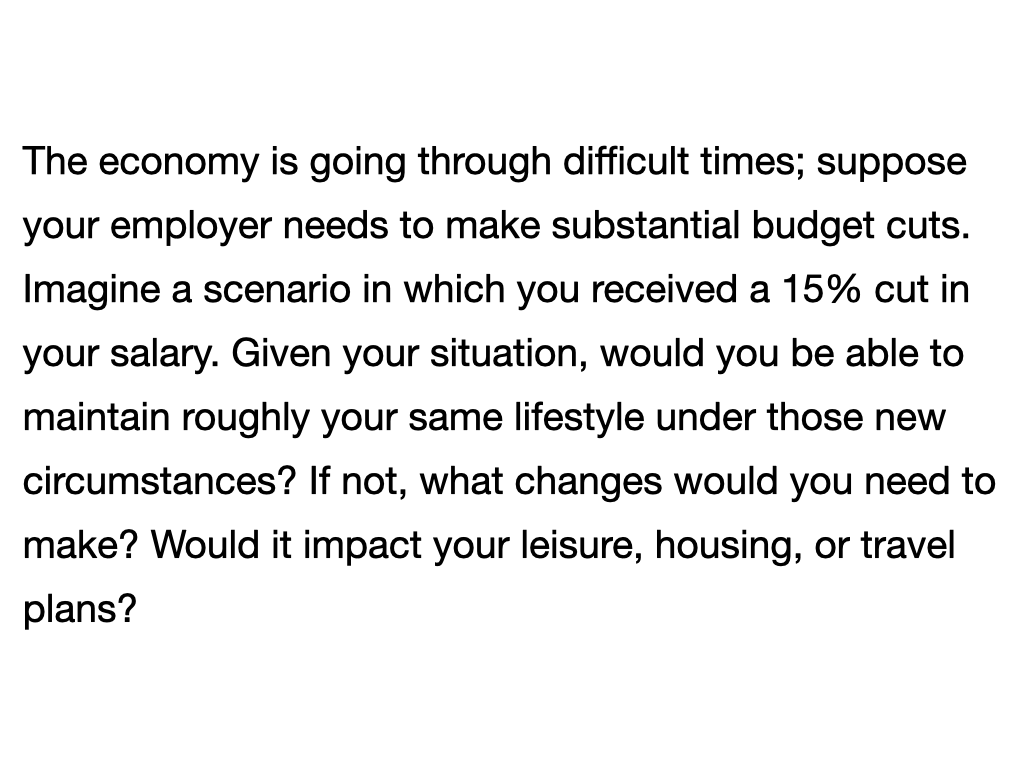 The economy is going through difficult times; suppose
your employer needs to make substantial budget cuts.
Imagine a scenario in which you received a 15% cut in
your salary. Given your situation, would you be able to
maintain roughly your same lifestyle under those new
circumstances? If not, what changes would you need to
make? Would it impact your leisure, housing, or travel
plans?